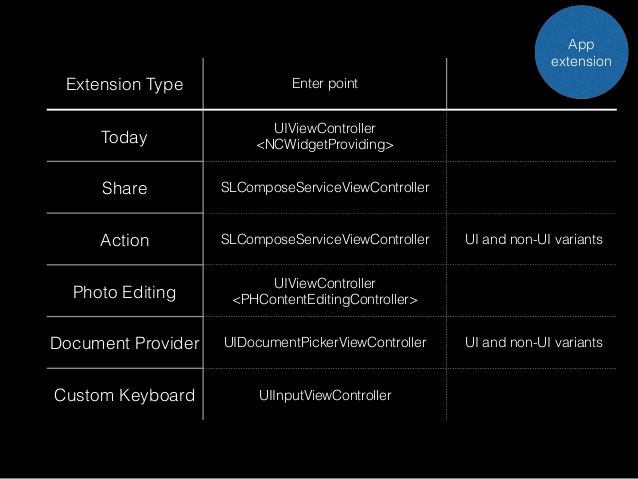 App
extension
Extension Type
Enter point
Today
UIViewController
<NCWidgetProviding>
Share
SLComposeServiceViewController
Action
SLComposeServiceViewController
UI and non-UI variants
Photo Editing
UIViewController
<PHContentEditingController>
Document Provider
UIDocumentPickerViewController
UI and non-UI variants
Custom Keyboard
UIInputViewController